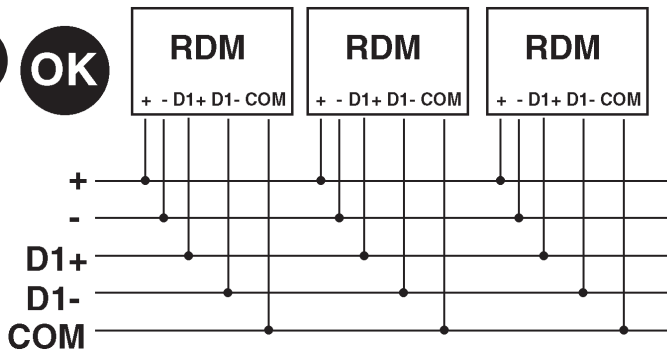 OK
RDM RDM RDM
+ - D1+ D1- COM + - D1+ D1- COM + - D1+ D1- COM
+
-
D1+
D1-
COM